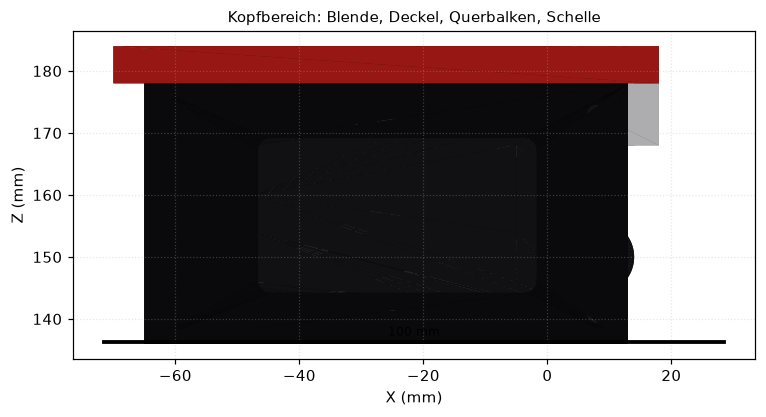 Kopfbereich: Blende, Deckel, Querbalken, Schelle
180
170
160
150
140
Z (mm)
100 mm
−60
−40
−20
0
20
X (mm)